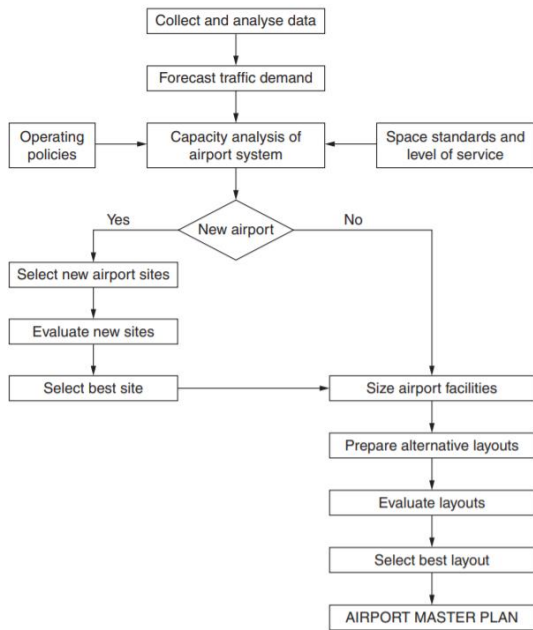 Collect and analyse data
Forecast traffic demand
Operating
policies
Capacity analysis of
airport system
Space standards and
level of service
Yes
New airport
No
Select new airport sites
Evaluate new sites
Select best site
Size airport facilities
Prepare alternative layouts
Evaluate layouts
Select best layout
AIRPORT MASTER PLAN